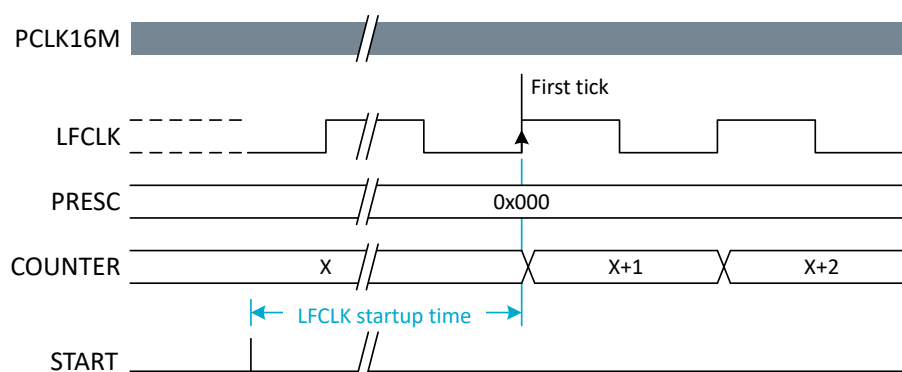 PCLK16M
First tick
LFCLK
PRESC
0x000
COUNTER
X
X+1
X+2
LFCLK startup time
START